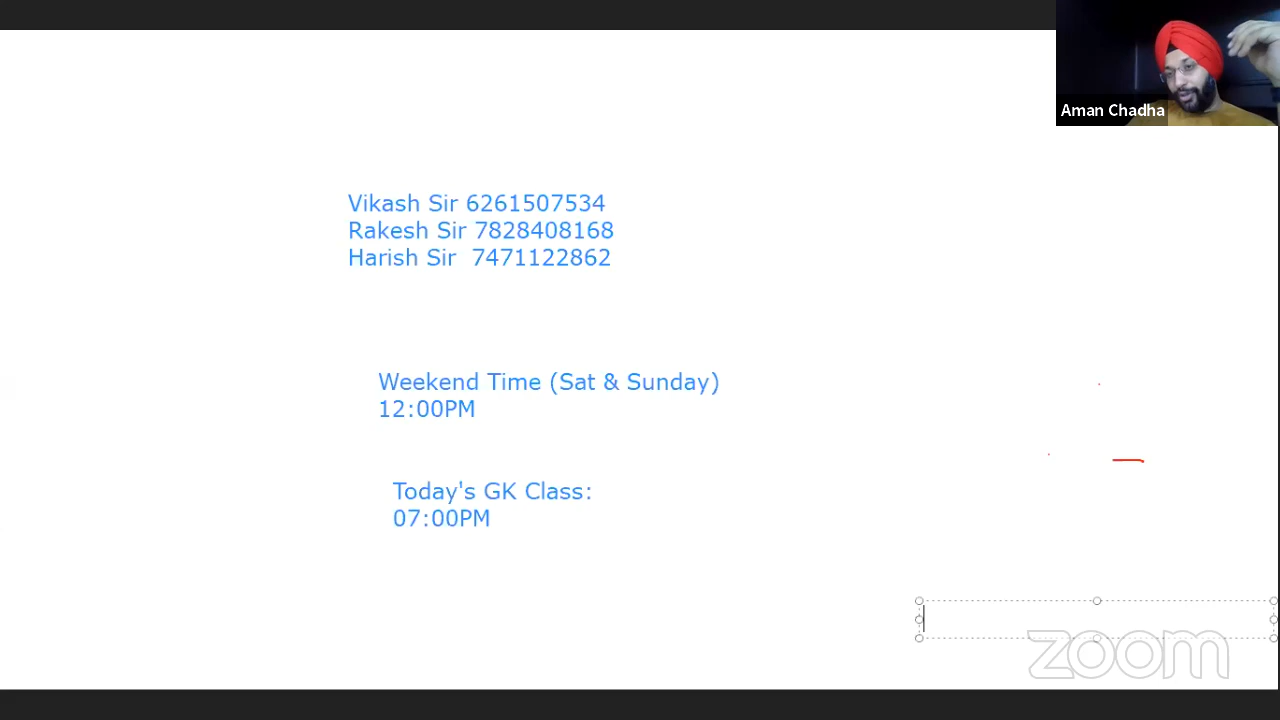 Aman Chadha
Vikash Sir 6261507534
Rakesh Sir 7828408168
Harish Sir 7471122862
Weekend Time (Sat & Sunday)
12:00PM
Today's GK Class:
07:00PM
zoom